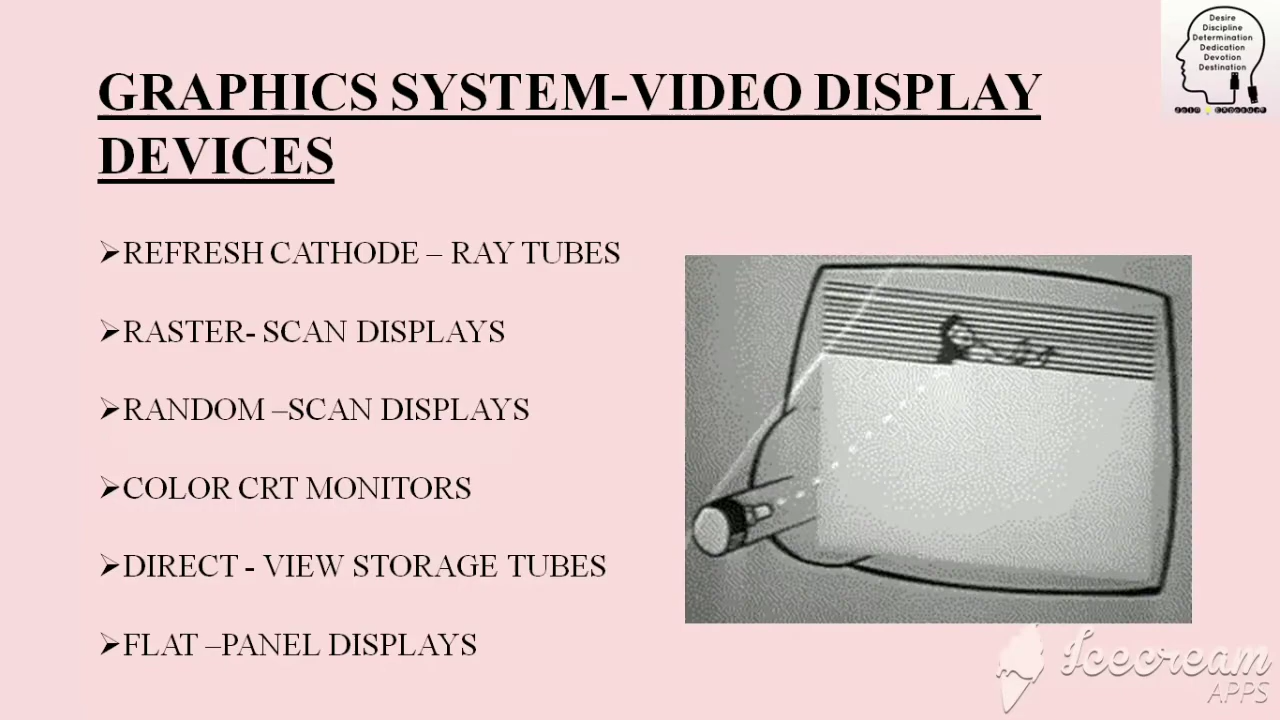 GRAPHICS SYSTEM-VIDEO DISPLAY
DEVICES
➢REFRESH CATHODE – RAY TUBES
➢RASTER- SCAN DISPLAYS
➢RANDOM –SCAN DISPLAYS
➢COLOR CRT MONITORS
➢DIRECT - VIEW STORAGE TUBES
➢FLAT –PANEL DISPLAYS
Desire
Discipline
Determination
Dedication
Devotion
Destination
Icecream
APPS